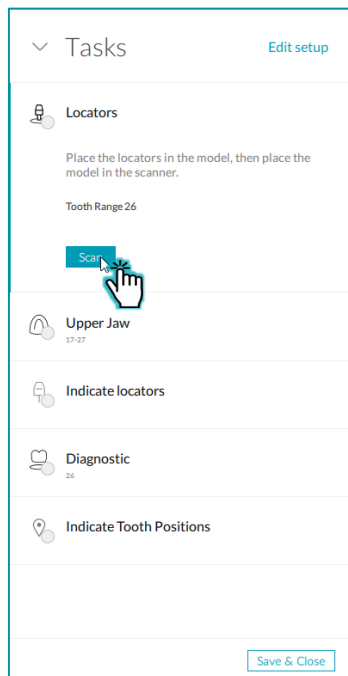 Tasks
Edit setup
Locators
Place the locators in the model, then place the
model in the scanner.
Tooth Range 26
Upper Jaw
17-27
Indicate locators
Diagnostic
26
Indicate Tooth Positions
Save & Close